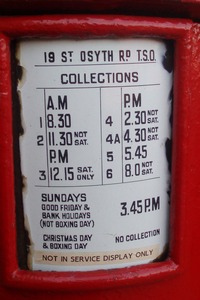 19 ST OSYTH RD T.S.O.
COLLECTIONS
A.M P.M
1 8.30 4 2.30 NOT SAT.
2 11.30 NOT SAT. 4A 4.30 NOT SAT.
P.M 5 5.45
3 12.15 SAT. ONLY 6 8.0 NOT SAT.
SUNDAYS
GOOD FRIDAY &
BANK HOLIDAYS 3.45 P.M
(NOT BOXING DAY)
CHRISTMAS DAY NO COLLECTION
& BOXING DAY
NOT IN SERVICE DISPLAY ONLY